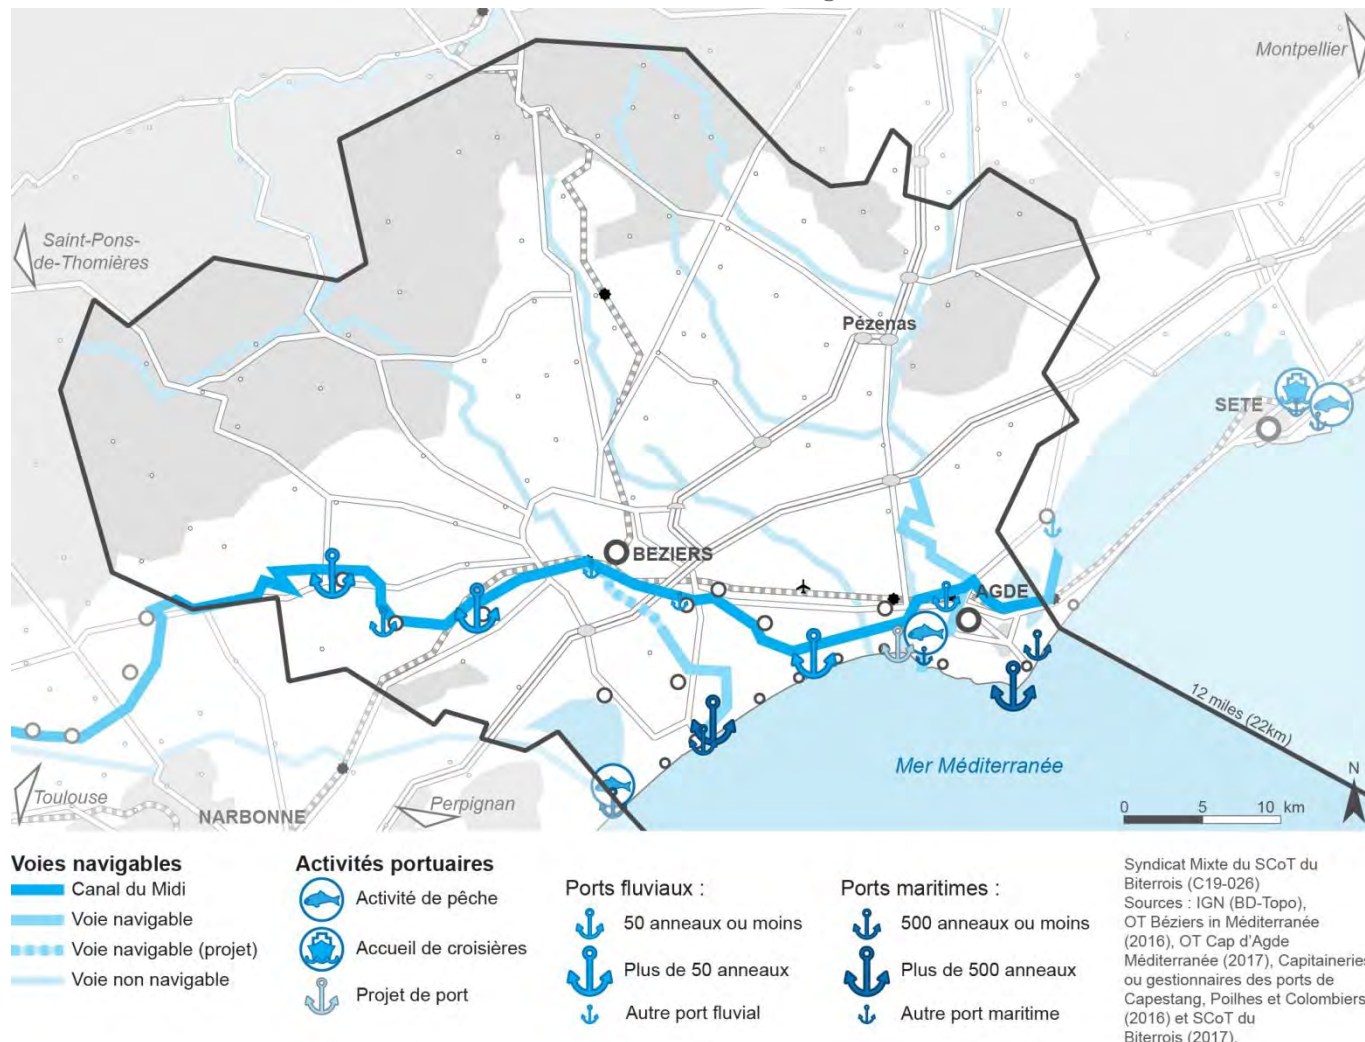 Montpellier
Saint-Pons-
de-Thomières
Pézenas
SETE
BEZIERS
AGDE
12 miles (22km)
Mer Méditerranée
N
Toulouse
Perpignan
NARBONNE
0 5 10 km
Voies navigables
Canal du Midi
Voie navigable
Voie navigable (projet)
Voie non navigable
Activités portuaires
Activité de pêche
Accueil de croisières
Projet de port
Ports fluviaux :
50 anneaux ou moins
Plus de 50 anneaux
Autre port fluvial
Ports maritimes :
500 anneaux ou moins
Plus de 500 anneaux
Autre port maritime
Syndicat Mixte du SCoT du
Biterrois (C19-026)
Sources : IGN (BD-Topo),
OT Béziers in Méditerranée
(2016), OT Cap d'Agde
Méditerranée (2017), Capitaineries
ou gestionnaires des ports de
Capestang, Poilhes et Colombiers
(2016) et SCoT du
Biterrois (2017).